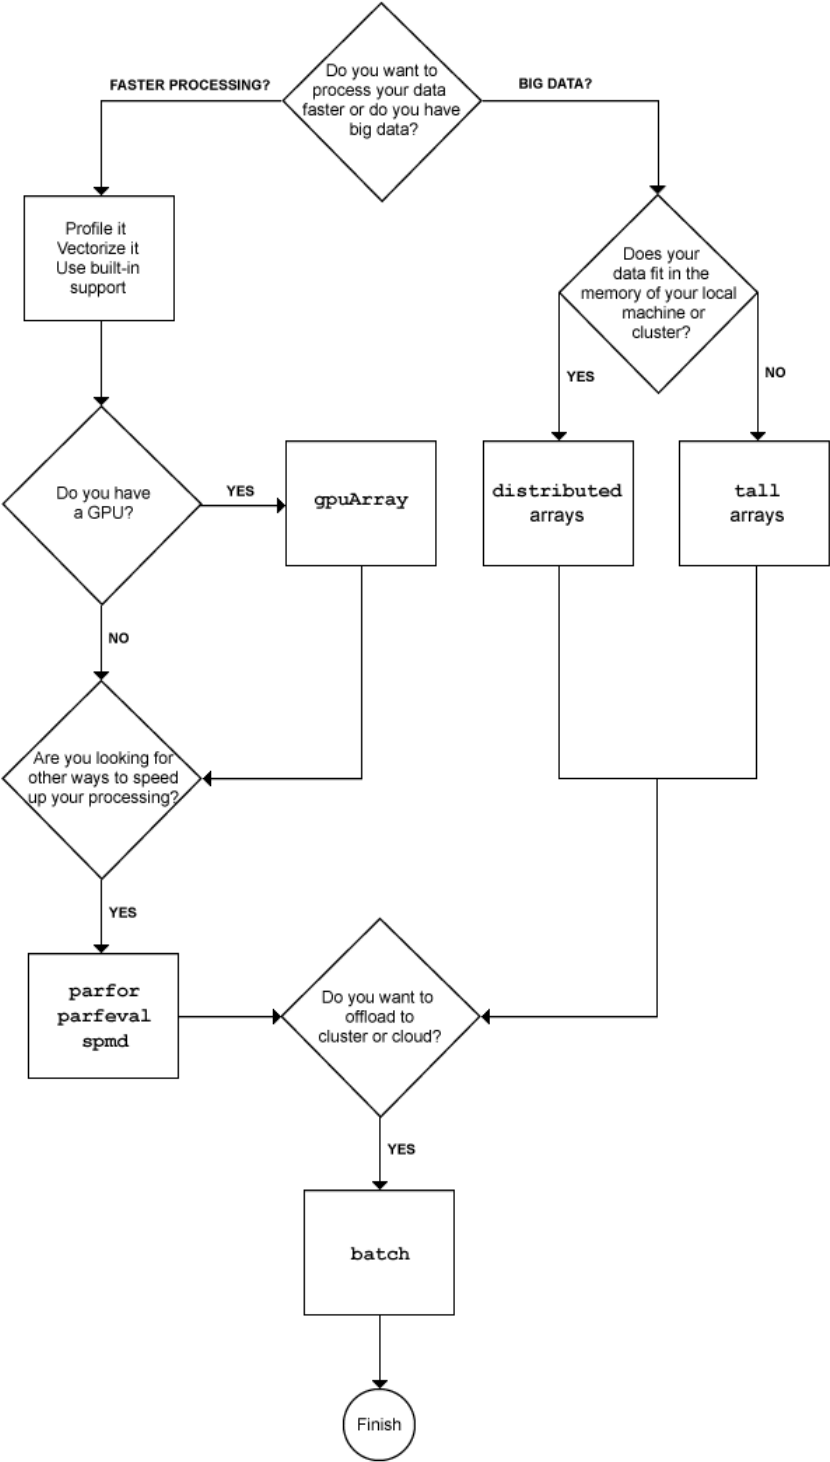 Do you want to
process your data
faster or do you have
big data?
FASTER PROCESSING?
BIG DATA?
Profile it
Vectorize it
Use built-in
support
Does your
data fit in the
memory of your local
machine or
cluster?
YES
NO
Do you have
a GPU?
YES
gpuArray
distributed
arrays
tall
arrays
NO
Are you looking for
other ways to speed
up your processing?
YES
parfor
parfeval
spmd
Do you want to
offload to
cluster or cloud?
YES
batch
Finish